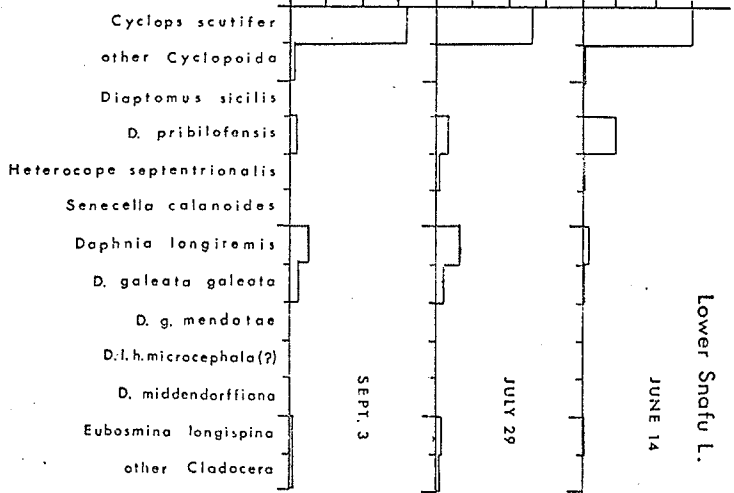 Cyclops scutifer
other Cyclopoida
Diaptomus sicilis
D. pribilofensis
Heterocope septentrionalis
Senecella calanoides
Daphnia longiremis
D. galeata galeata
D. g. mendotae
D. l. h. microcephala (?)
D. middendorffiana
Eubosmina longispina
other Cladocera
SEPT. 3
JULY 29
JUNE 14
Lower Snafu L.